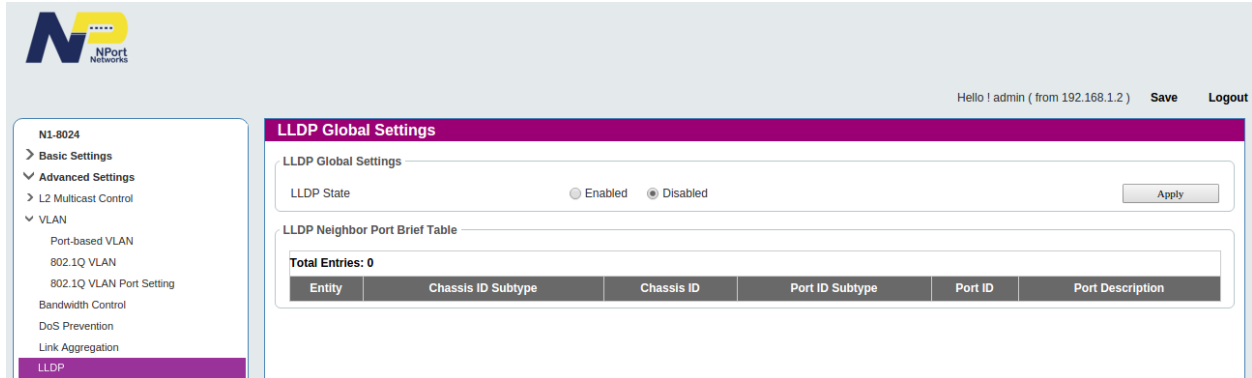 NPort
Networks
Hello ! admin ( from 192.168.1.2 ) Save Logout
N1-8024
Basic Settings
Advanced Settings
L2 Multicast Control
VLAN
Port-based VLAN
802.1Q VLAN
802.1Q VLAN Port Setting
Bandwidth Control
DoS Prevention
Link Aggregation
LLDP
LLDP Global Settings
LLDP Global Settings
LLDP State Enabled Disabled Apply
LLDP Neighbor Port Brief Table
Total Entries: 0
Entity Chassis ID Subtype Chassis ID Port ID Subtype Port ID Port Description